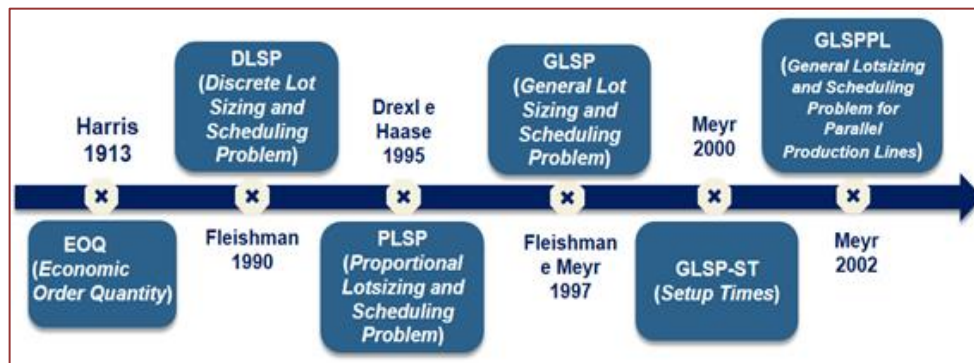 Harris
1913
EOQ
(Economic
Order Quantity)
DLSP
(Discrete Lot
Sizing and
Scheduling
Problem)
Fleishman
1990
Drexl e
Haase
1995
PLSP
(Proportional
Lotsizing and
Scheduling
Problem)
GLSP
(General Lot
Sizing and
Scheduling
Problem)
Fleishman
e Meyr
1997
Meyr
2000
GLSP-ST
(Setup Times)
GLSPPL
(General Lotsizing
and Scheduling
Problem for
Parallel
Production Lines)
Meyr
2002